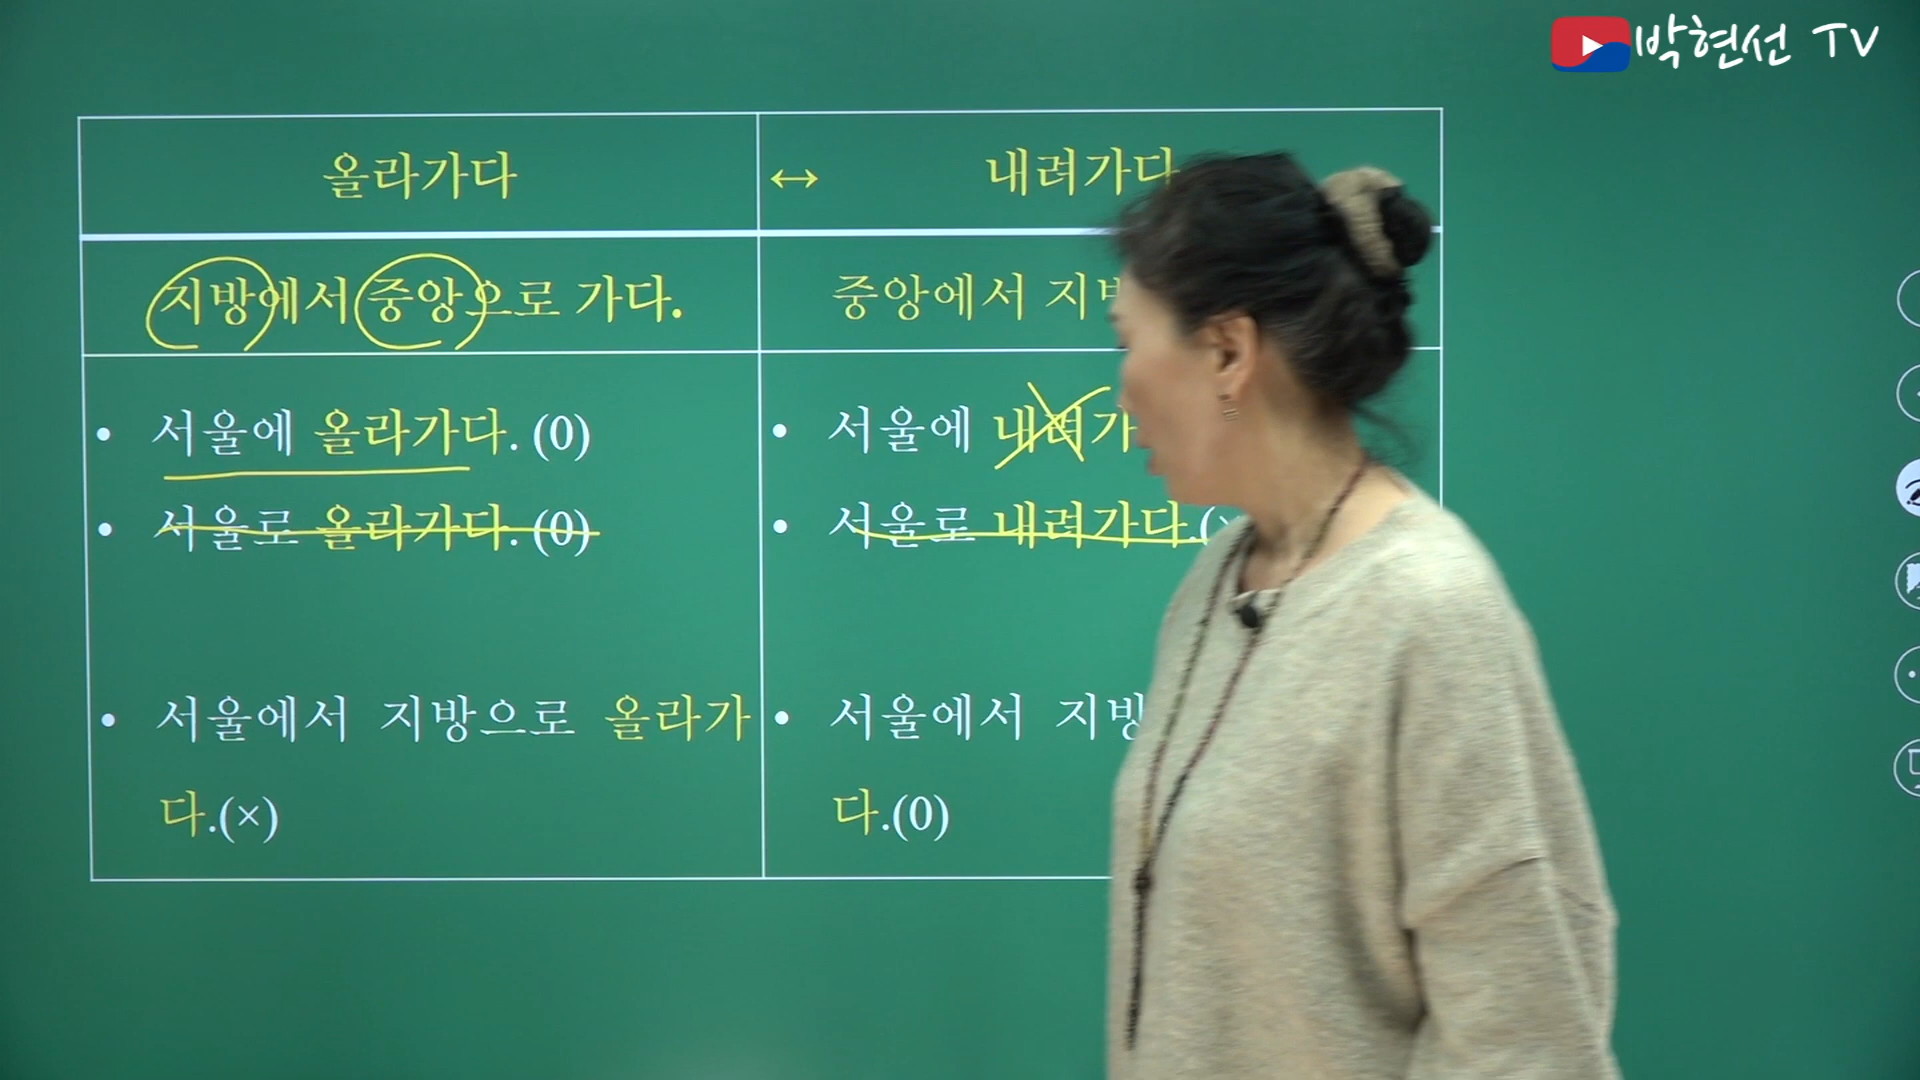 박현선 TV
올라가다
↔ 내려가다
지방에서 중앙으로 가다.
중앙에서
• 서울에 올라가다. (0)
• 서울로 올라가다. (0)
• 서울에서 지방으로 올라가
다.(×)
• 서울에
• 서울로 내려가다.
• 서울에서
다.(0)